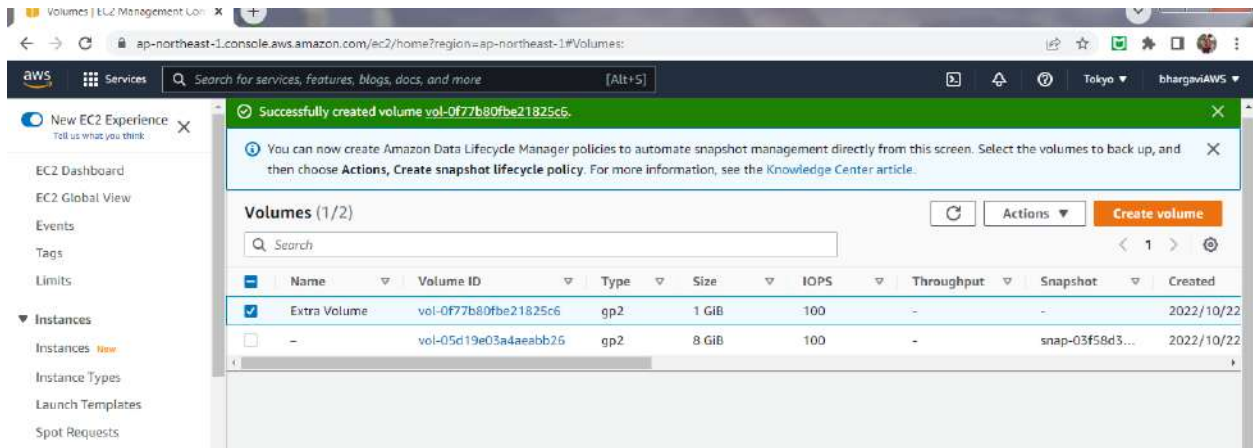 Volumes | EC2 Management Con
ap-northeast-1.console.aws.amazon.com/ec2/home?region=ap-northeast-1#Volumes:
aws Services Search for services, features, blogs, docs, and more [Alt+S] Tokyo bhargaviAWS
New EC2 Experience
Tell us what you think
EC2 Dashboard
EC2 Global View
Events
Tags
Limits
Instances
Instances New
Instance Types
Launch Templates
Spot Requests
Successfully created volume vol-0f77b80fbe21825c6.
You can now create Amazon Data Lifecycle Manager policies to automate snapshot management directly from this screen. Select the volumes to back up, and
then choose Actions, Create snapshot lifecycle policy. For more information, see the Knowledge Center article.
Volumes (1/2) Actions Create volume
Search 1
Name Volume ID Type Size IOPS Throughput Snapshot Created
Extra Volume vol-0f77b80fbe21825c6 gp2 1 GiB 100 - - 2022/10/22
- vol-05d19e03a4aeabb26 gp2 8 GiB 100 - snap-03f58d3... 2022/10/22